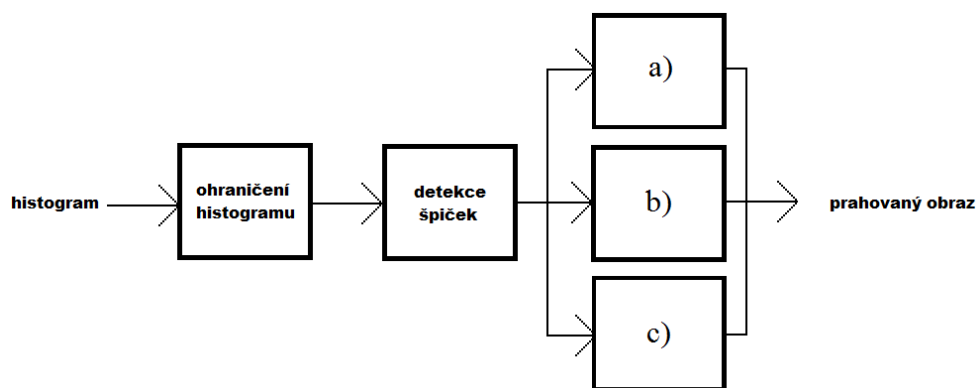 histogram
ohraničení
histogramu
detekce
špiček
a)
b)
c)
prahovaný obraz